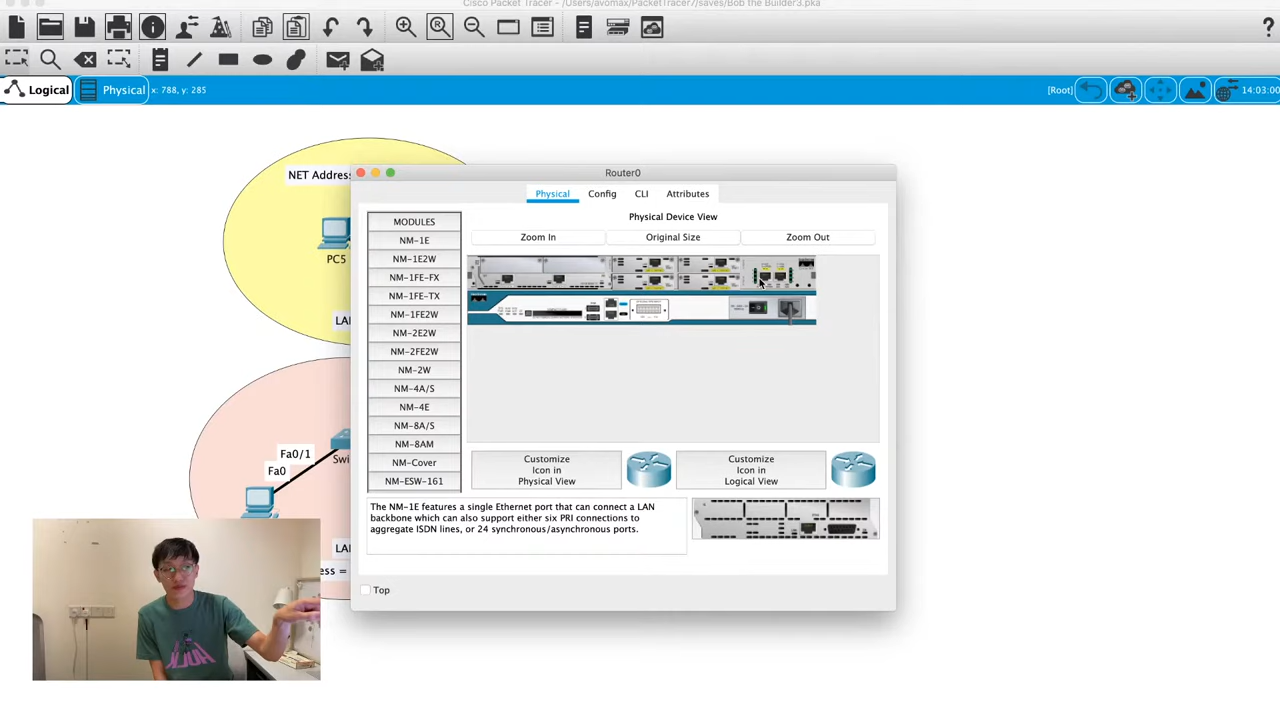 Cisco Packet Tracer - /Users/avomax/PacketTracer7/saves/Bob the Builder3.pka
?
Logical
Physical
x: 788, y: 285
[Root]
14:03:00
NET Address
PC5
LA
Fa0/1
Fa0
Swi
LA
ess =
Router0
Physical
Config
CLI
Attributes
MODULES
NM-1E
NM-1E2W
NM-1FE-FX
NM-1FE-TX
NM-1FE2W
NM-2E2W
NM-2FE2W
NM-2W
NM-4A/S
NM-4E
NM-8A/S
NM-8AM
NM-Cover
NM-ESW-161
Physical Device View
Zoom In
Original Size
Zoom Out
Customize
Icon in
Physical View
Customize
Icon in
Logical View
The NM-1E features a single Ethernet port that can connect a LAN
backbone which can also support either six PRI connections to
aggregate ISDN lines, or 24 synchronous/asynchronous ports.
Top